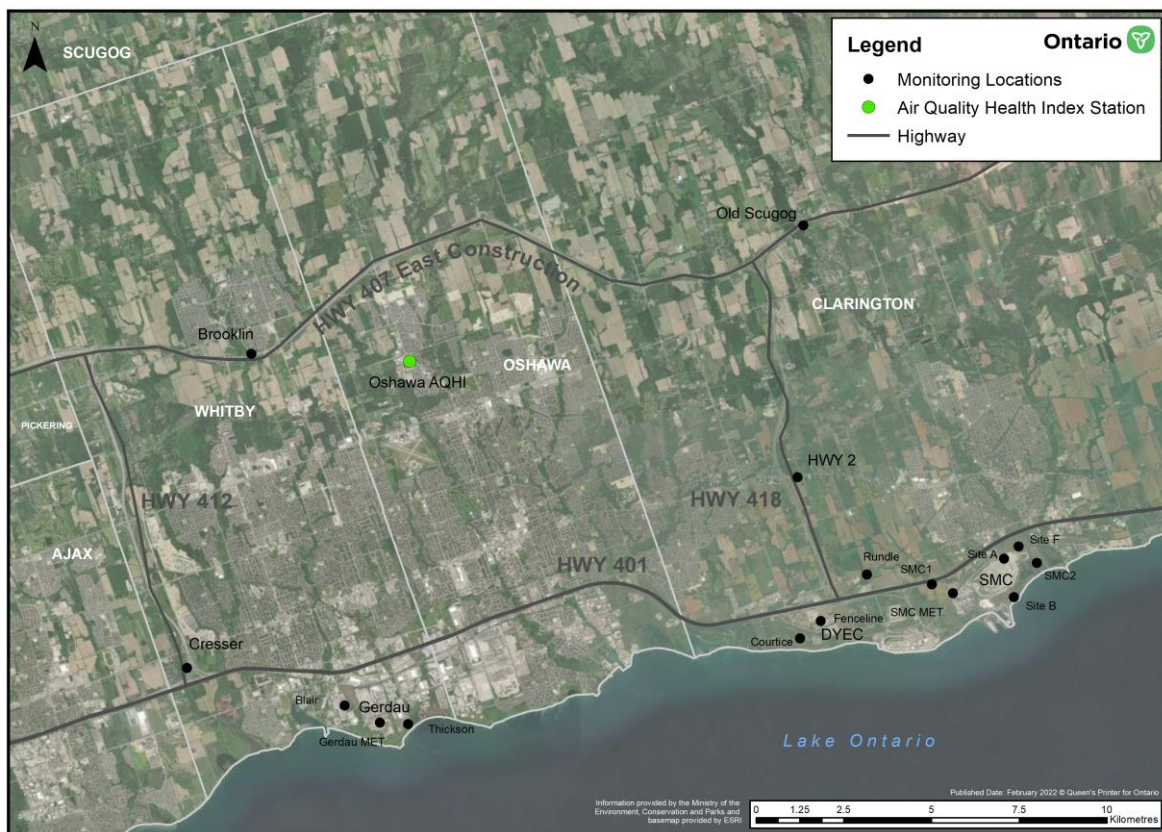 N
SCUGOG
Legend
Ontario
Monitoring Locations
Air Quality Health Index Station
Highway
Old Scugog
HWY 407 East Construction
CLARINGTON
Brooklin
Oshawa AQHI
OSHAWA
WHITBY
PICKERING
HWY 2
HWY 412
HWY 418
AJAX
HWY 401
Site F
Site A
Rundle
SMC1
SMC
SMC2
SMC MET
Site B
Fenceline
DYEC
Courtice
Cresser
Blair
Gerdau
Thickson
Gerdau MET
Lake Ontario
Published Date: February 2022 © Queen's Printer for Ontario
Information provided by the Ministry of the
Environment, Conservation and Parks and
basemap provided by ESRI
0 1.25 2.5 5 7.5 10
Kilometres